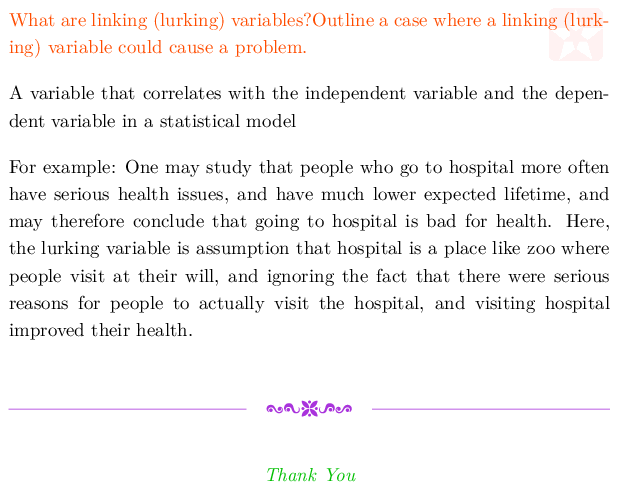 What are linking (lurking) variables?Outline a case where a linking (lurk-
ing) variable could cause a problem.
A variable that correlates with the independent variable and the depen-
dent variable in a statistical model
For example: One may study that people who go to hospital more often
have serious health issues, and have much lower expected lifetime, and
may therefore conclude that going to hospital is bad for health. Here,
the lurking variable is assumption that hospital is a place like zoo where
people visit at their will, and ignoring the fact that there were serious
reasons for people to actually visit the hospital, and visiting hospital
improved their health.
Thank You